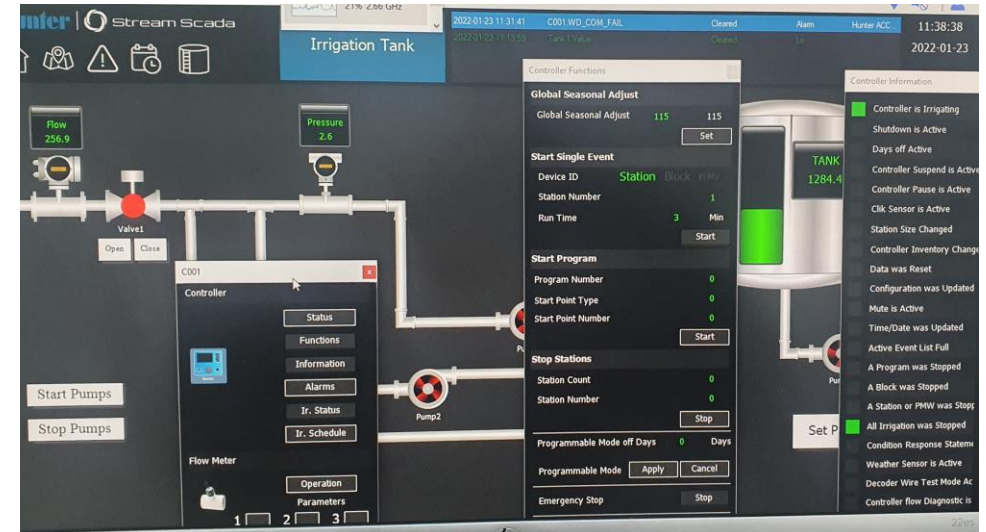 Stream Scada
21% 2.66 GHz
Irrigation Tank
2022-01-23 11:31:41 C001.WD_COM_FAIL Cleared Alarm Hunter ACC
2022-01-23 11:13:55 Tank1.Value Cleared Lo
11:38:38
2022-01-23
Flow
256.9
Pressure
2.6
Valve1
Open Close
Start Pumps
Stop Pumps
C001
Controller
Status
Functions
Information
Alarms
Ir. Status
Ir. Schedule
Flow Meter
Operation
Parameters
1 2 3
Pump2
Controller Functions
Global Seasonal Adjust
Global Seasonal Adjust 115 115
Set
Start Single Event
Device ID Station Block
Station Number 1
Run Time 3 Min
Start
Start Program
Program Number 0
Start Point Type 0
Start Point Number 0
Start
Stop Stations
Station Count 0
Station Number 0
Stop
Programmable Mode off Days 0 Days
Programmable Mode Apply Cancel
Emergency Stop Stop
TANK
1284.4
Set P
Controller Information
Controller is Irrigating
Shutdown is Active
Days off Active
Controller Suspend is Active
Controller Pause is Active
Clik Sensor is Active
Station Size Changed
Controller Inventory Change
Data was Reset
Configuration was Updated
Mute is Active
Time/Date was Updated
Active Event List Full
A Program was Stopped
A Block was Stopped
A Station or PMW was Stopp
All Irrigation was Stopped
Condition Response Stateme
Weather Sensor is Active
Decoder Wire Test Mode Ac
Controller flow Diagnostic is